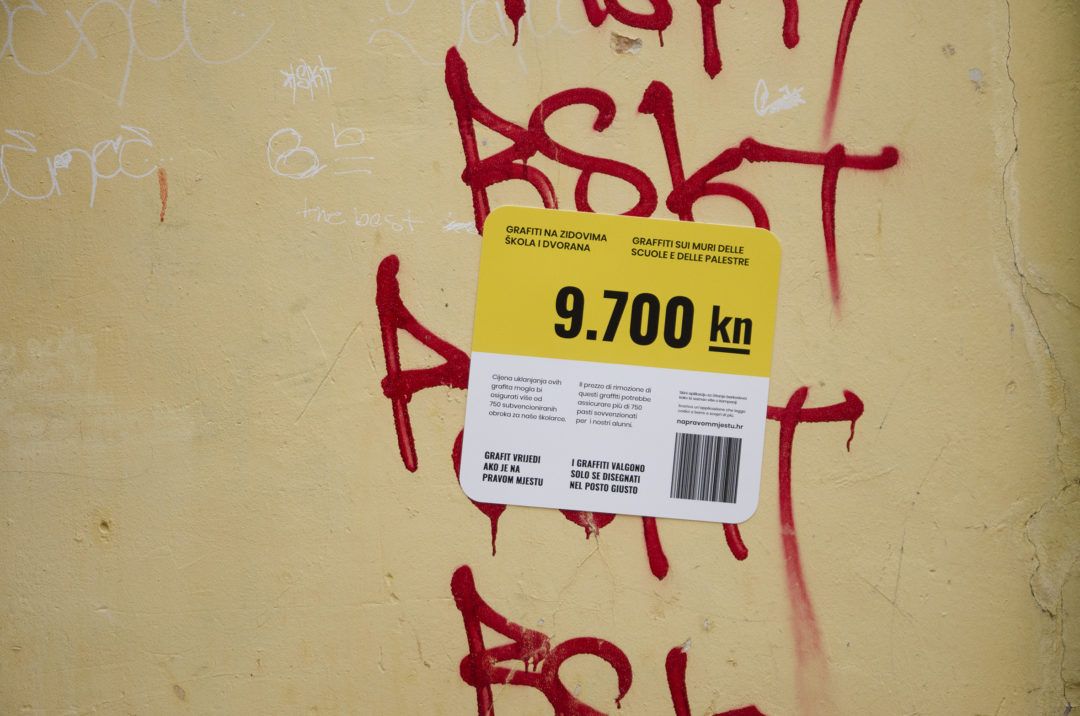 *ASKT
Črpč
B b
the best
ASKT
GRAFITI NA ZIDOVIMA
ŠKOLA I DVORANA
GRAFFITI SUI MURI DELLE
SCUOLE E DELLE PALESTRE
9.700 kn
Cijena uklanjanja ovih
grafita mogla bi
osigurati više od
750 subvencioniranih
obroka za naše školarce.
Il prezzo di rimozione di
questi graffiti potrebbe
assicurare più di 750
pasti sovvenzionati
per i nostri alunni.
napravommjestu.hr
GRAFIT VRIJEDI
AKO JE NA
PRAVOM MJESTU
I GRAFFITI VALGONO
SOLO SE DISEGNATI
NEL POSTO GIUSTO